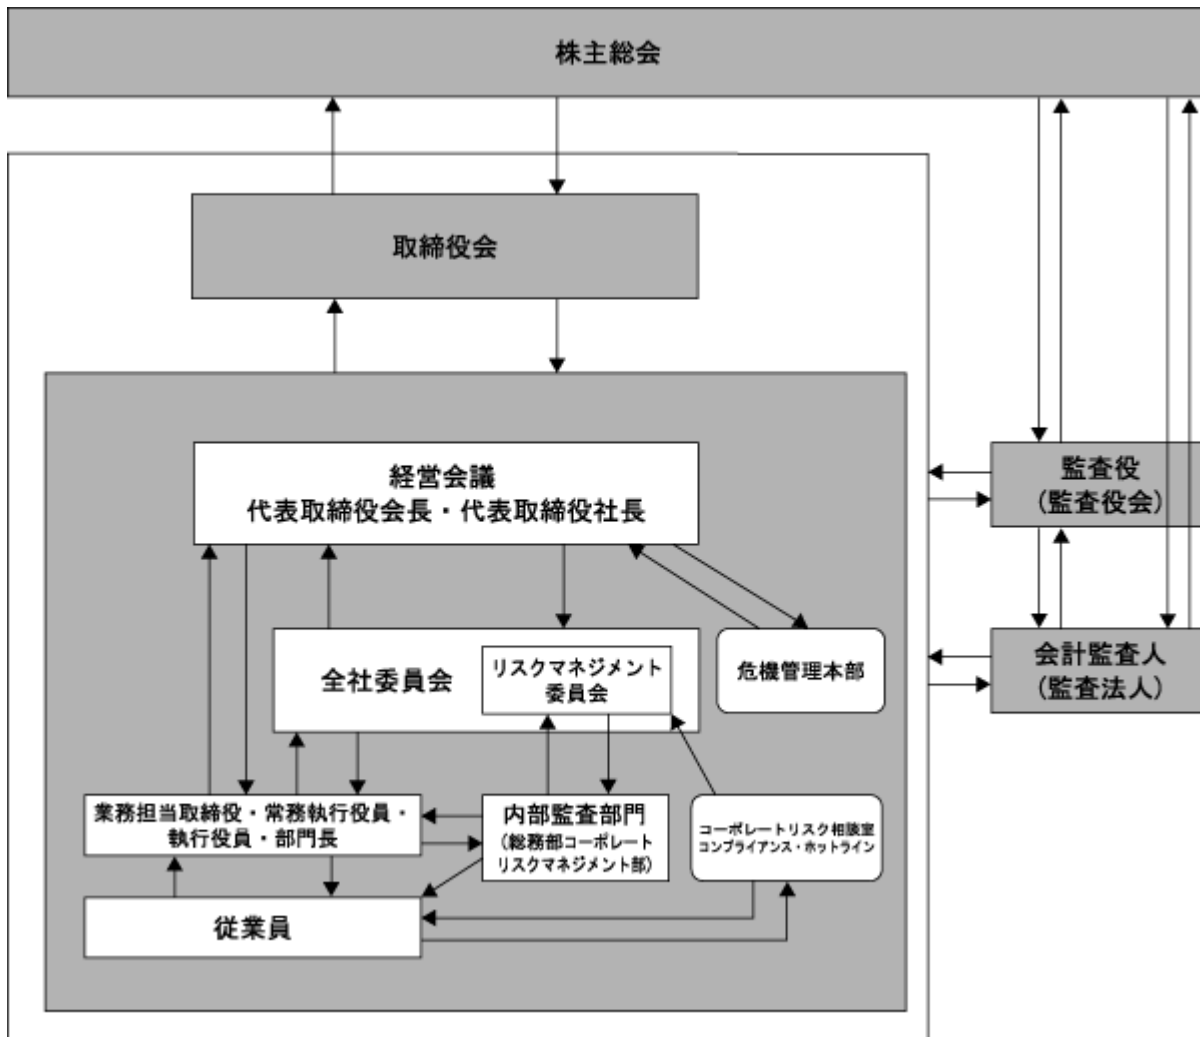 株主総会
取締役会
経営会議
代表取締役会長・代表取締役社長
監査役
（監査役会）
全社委員会
リスクマネジメント
委員会
危機管理本部
会計監査人
（監査法人）
業務担当取締役・常務執行役員・
執行役員・部門長
内部監査部門
（総務部コーポレート
リスクマネジメント部）
コーポレートリスク相談室
コンプライアンス・ホットライン
従業員